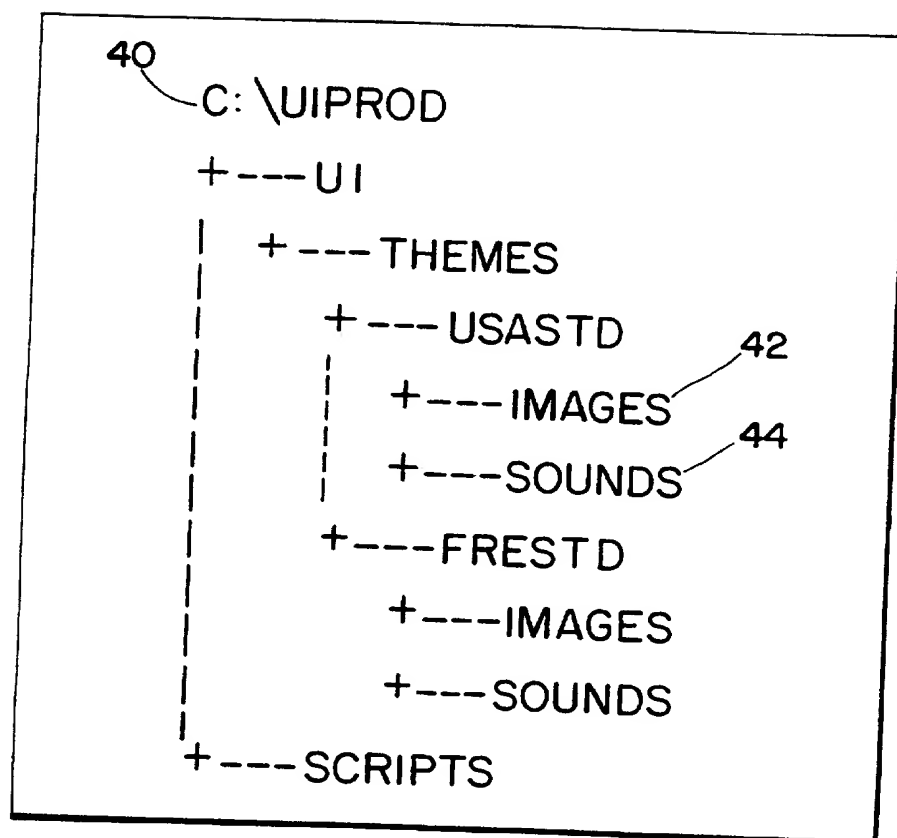 40
C:\UIPROD
+---UI
+---THEMES
+---USASTD
42
+---IMAGES
44
+---SOUNDS
+---FRESTD
+---IMAGES
+---SOUNDS
+---SCRIPTS